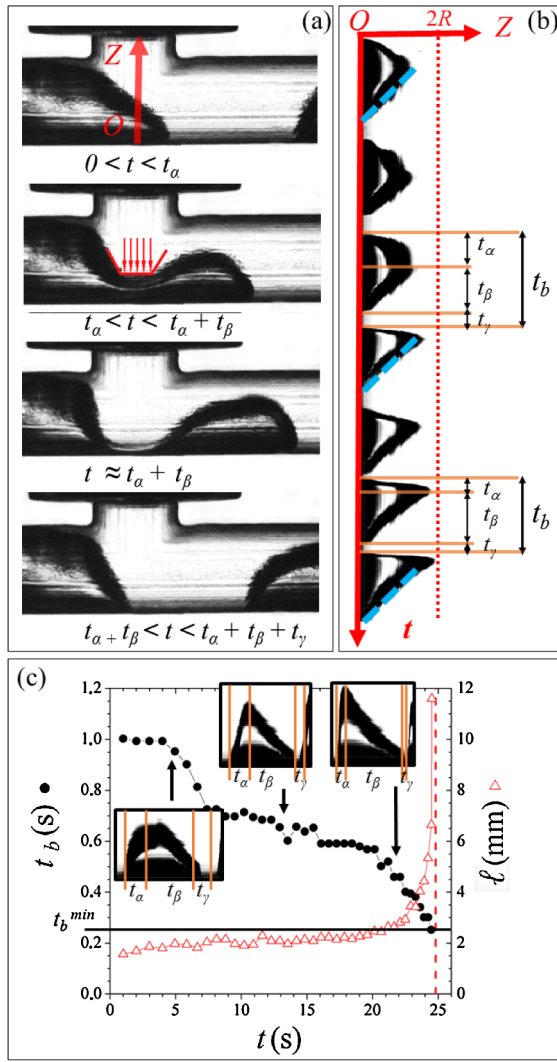 (a)
Z
O
0 < t < tα
tα < t < tα + tβ
t ≈ tα + tβ
tα + tβ < t < tα + tβ + tγ
(b)
O
2R
Z
tα
tβ
tγ
tb
tα
tβ
tγ
tb
t
(c)
1,2
1,0
0,8
0,6
0,4
0,2
0,0
tb (s)
tb min
12
10
8
6
4
2
0
ℓ (mm)
tα tβ tγ
tα tβ tγ
tα tβ tγ
0 5 10 15 20 25
t (s)